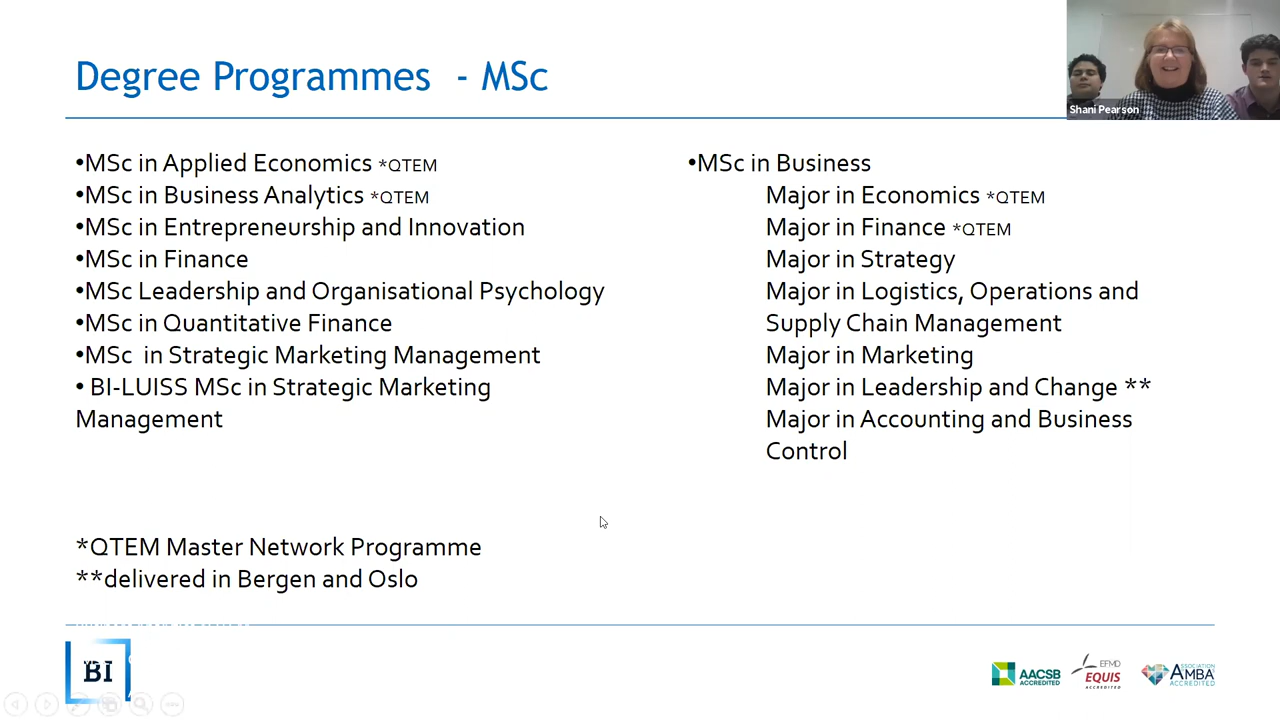 Degree Programmes - MSc
Shani Pearson
•MSc in Applied Economics *QTEM
•MSc in Business Analytics *QTEM
•MSc in Entrepreneurship and Innovation
•MSc in Finance
•MSc Leadership and Organisational Psychology
•MSc in Quantitative Finance
•MSc in Strategic Marketing Management
• BI-LUISS MSc in Strategic Marketing
Management
•MSc in Business
Major in Economics *QTEM
Major in Finance *QTEM
Major in Strategy
Major in Logistics, Operations and
Supply Chain Management
Major in Marketing
Major in Leadership and Change **
Major in Accounting and Business
Control
*QTEM Master Network Programme
**delivered in Bergen and Oslo
BI
AACSB
ACCREDITED
EFMD
EQUIS
ACCREDITED
ASSOCIATION
AMBA
ACCREDITED